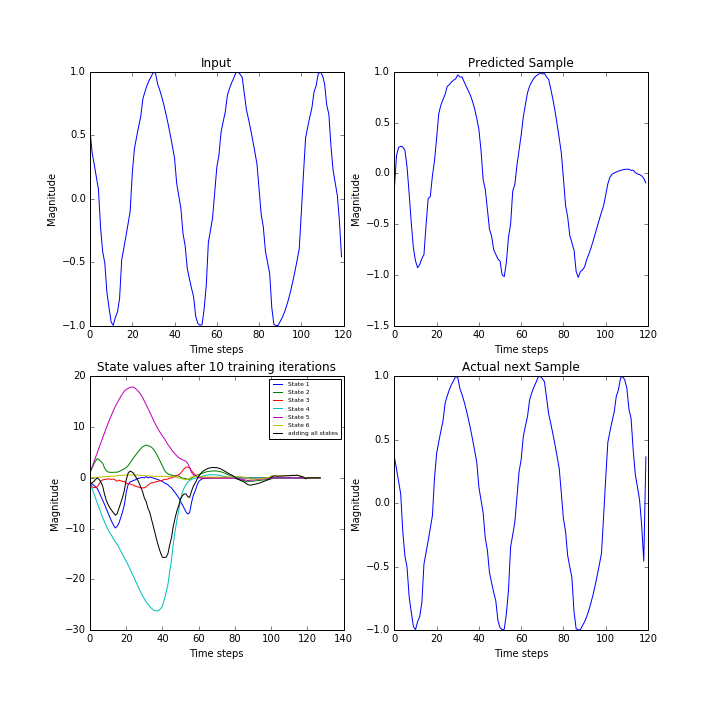 Input
1.0
0.5
0.0
−0.5
−1.0
Magnitude
0 20 40 60 80 100 120
Time steps
Predicted Sample
1.0
0.5
0.0
−0.5
−1.0
−1.5
Magnitude
0 20 40 60 80 100 120
Time steps
State values after 10 training iterations
20
10
0
−10
−20
−30
Magnitude
State 1
State 2
State 3
State 4
State 5
State 6
adding all states
0 20 40 60 80 100 120 140
Time steps
Actual next Sample
1.0
0.5
0.0
−0.5
−1.0
Magnitude
0 20 40 60 80 100 120
Time steps